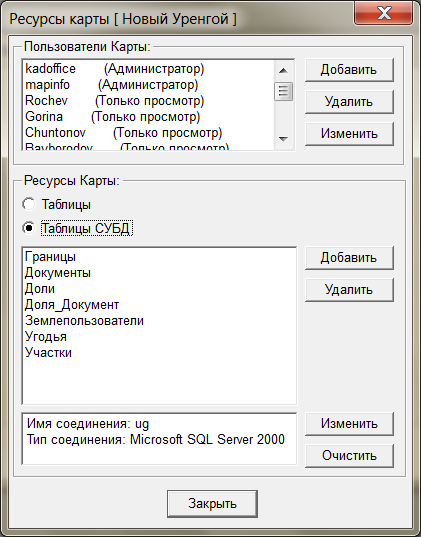 Ресурсы карты [ Новый Уренгой ]
Пользователи Карты:
kadoffice (Администратор)
mapinfo (Администратор)
Rochev (Только просмотр)
Gorina (Только просмотр)
Chuntonov (Только просмотр)
Bayborodov (Только просмотр)
Добавить
Удалить
Изменить
Ресурсы Карты:
Таблицы
Таблицы СУБД
Границы
Документы
Доли
Доля_Документ
Землепользователи
Угодья
Участки
Добавить
Удалить
Имя соединения: ug
Тип соединения: Microsoft SQL Server 2000
Изменить
Очистить
Закрыть